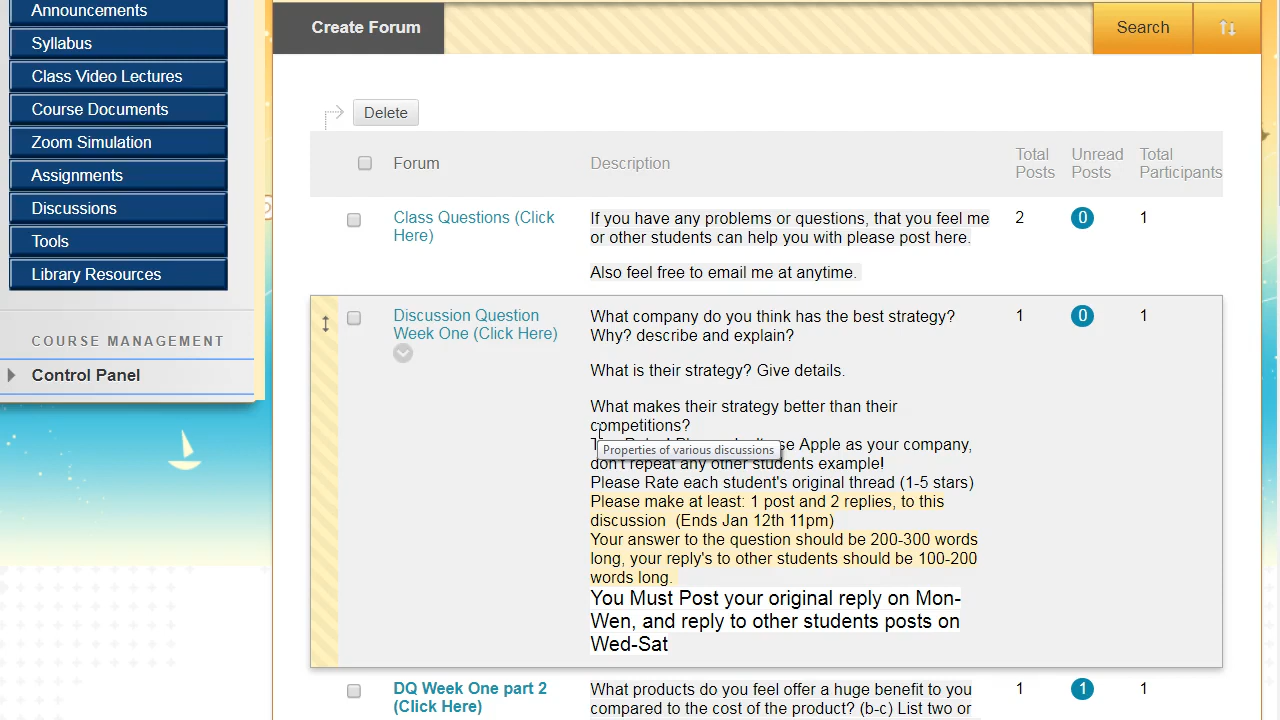 Announcements
Syllabus
Class Video Lectures
Course Documents
Zoom Simulation
Assignments
Discussions
Tools
Library Resources
COURSE MANAGEMENT
Control Panel
Create Forum
Search
Delete
Forum
Description
Total Posts
Unread Posts
Total Participants
Class Questions (Click
Here)
If you have any problems or questions, that you feel me
or other students can help you with please post here.
Also feel free to email me at anytime.
2
0
1
Discussion Question
Week One (Click Here)
What company do you think has the best strategy?
Why? describe and explain?
What is their strategy? Give details.
What makes their strategy better than their
competitions?
se Apple as your company,
Properties of various discussions
don't repeat any other students example!
Please Rate each student's original thread (1-5 stars)
Please make at least: 1 post and 2 replies, to this
discussion (Ends Jan 12th 11pm)
Your answer to the question should be 200-300 words
long, your reply's to other students should be 100-200
words long.
You Must Post your original reply on Mon-
Wen, and reply to other students posts on
Wed-Sat
1
0
1
DQ Week One part 2
(Click Here)
What products do you feel offer a huge benefit to you
compared to the cost of the product? (b-c) List two or
1
1
1